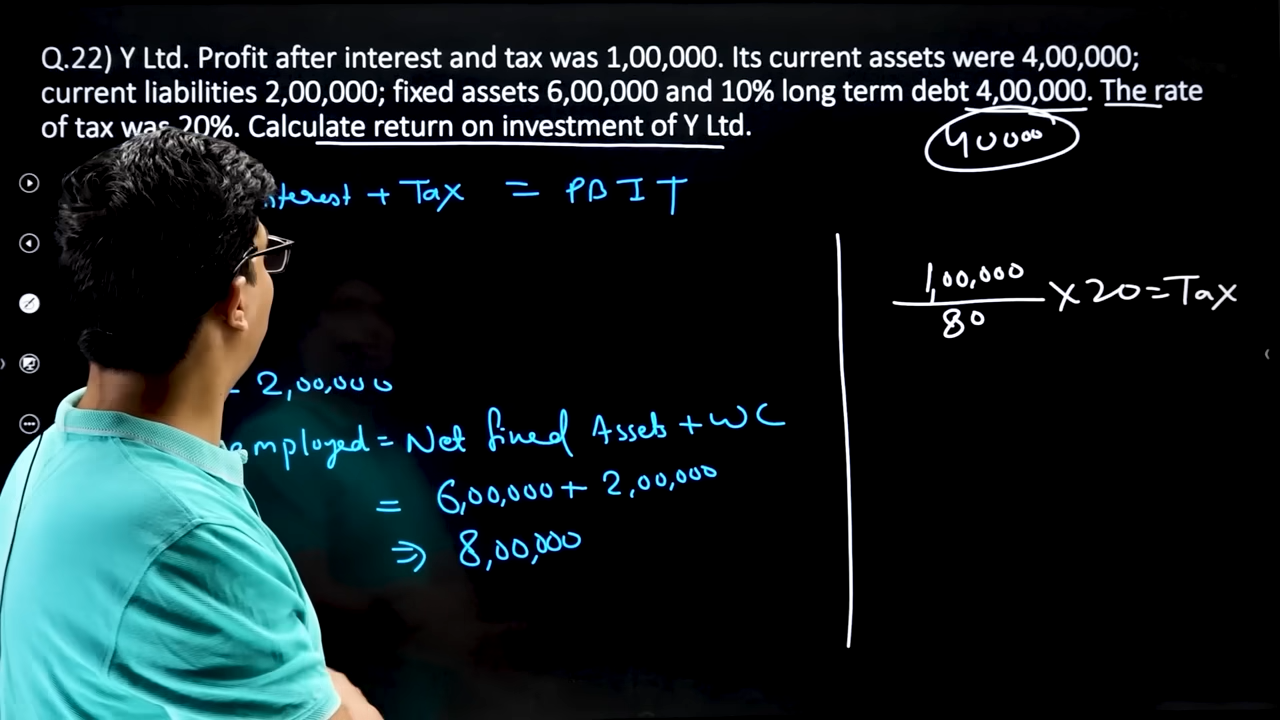 Q.22) Y Ltd. Profit after interest and tax was 1,00,000. Its current assets were 4,00,000;
current liabilities 2,00,000; fixed assets 6,00,000 and 10% long term debt 4,00,000. The rate
of tax was 20%. Calculate return on investment of Y Ltd.
40000
+ Tax = PBIT
1,00,000
80
× 20 = Tax
- 2,00,000
= Net fixed Assets + WC
= 6,00,000 + 2,00,000
⇒ 8,00,000